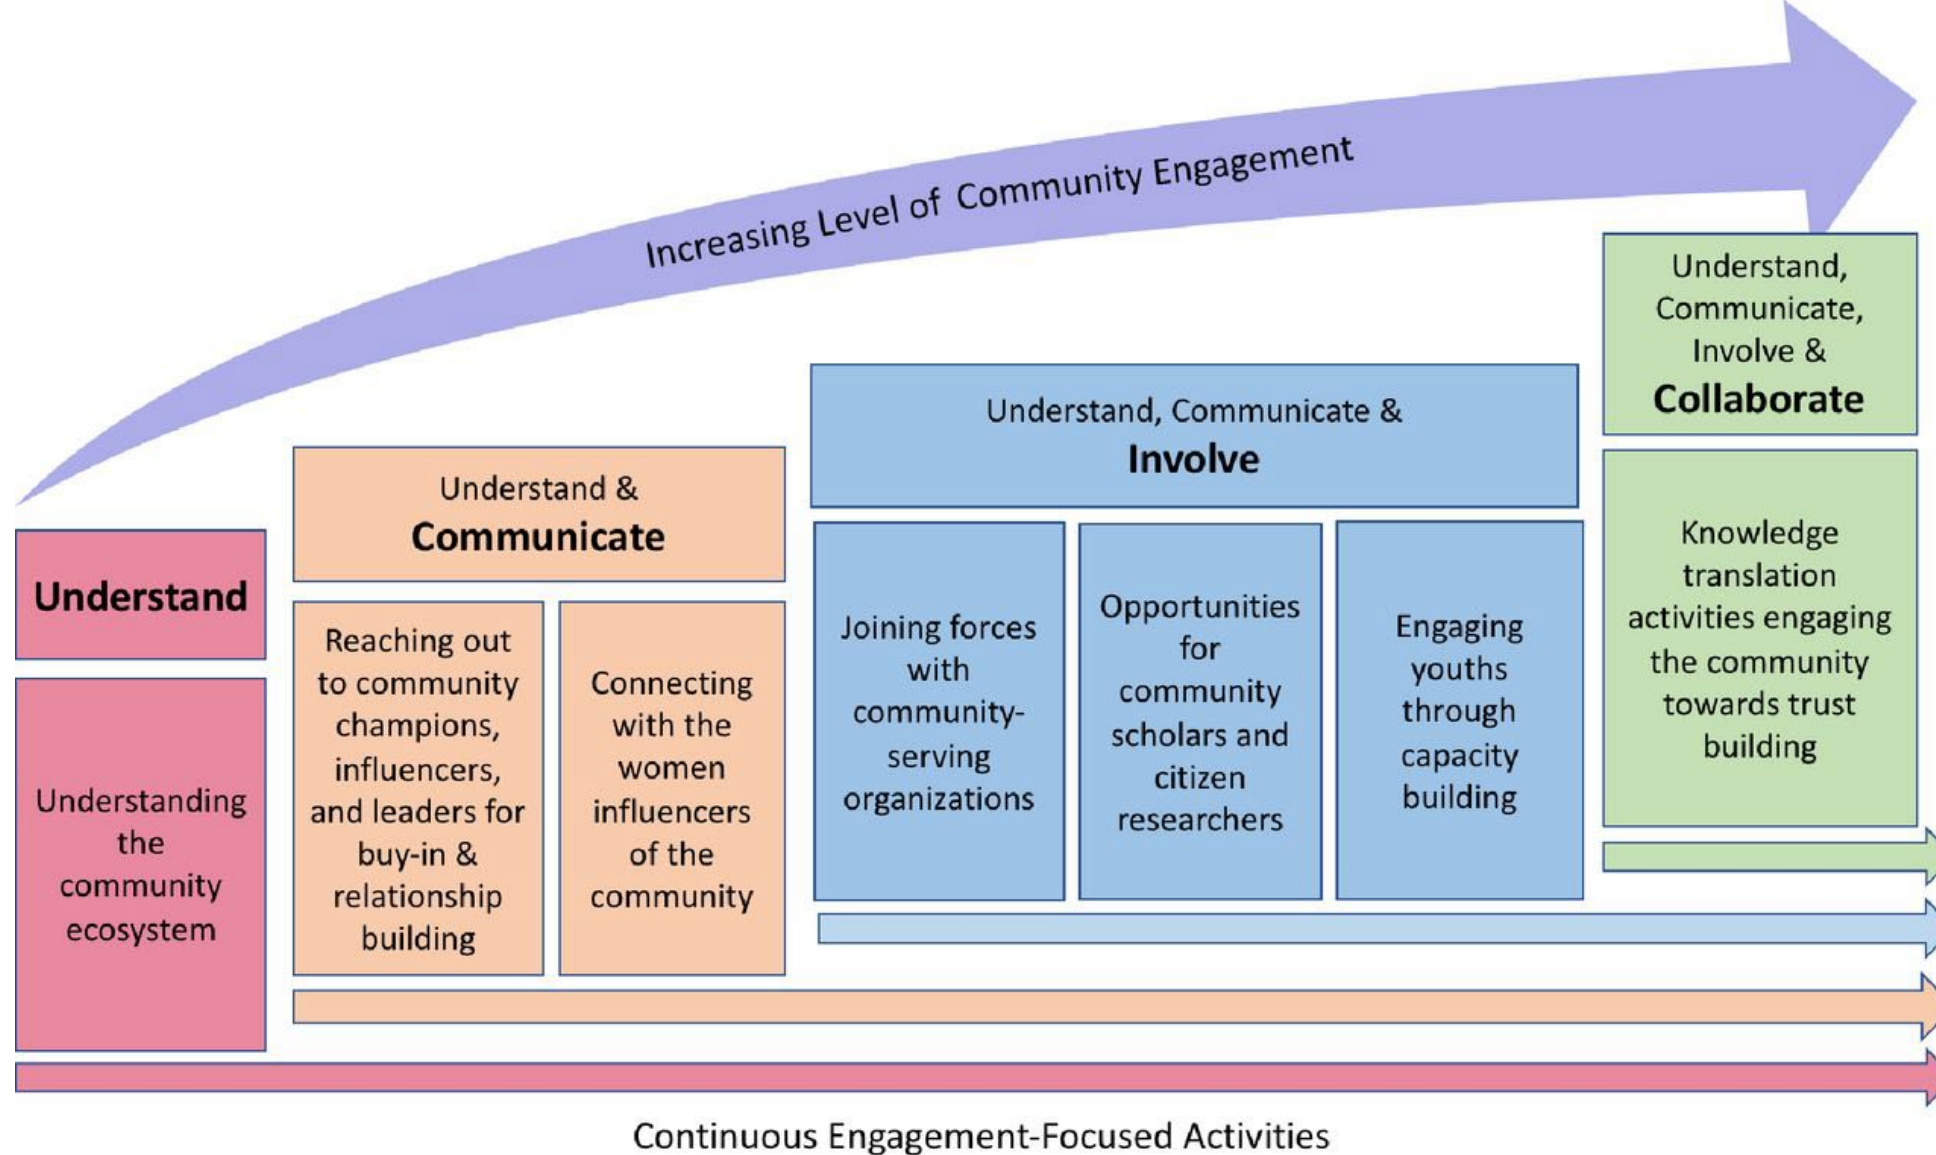 Increasing Level of Community Engagement
Understand
Understanding
the
community
ecosystem
Understand &
Communicate
Reaching out
to community
champions,
influencers,
and leaders for
buy-in &
relationship
building
Connecting
with the
women
influencers
of the
community
Understand, Communicate &
Involve
Joining forces
with
community-
serving
organizations
Opportunities
for
community
scholars and
citizen
researchers
Engaging
youths
through
capacity
building
Understand,
Communicate,
Involve &
Collaborate
Knowledge
translation
activities engaging
the community
towards trust
building
Continuous Engagement-Focused Activities